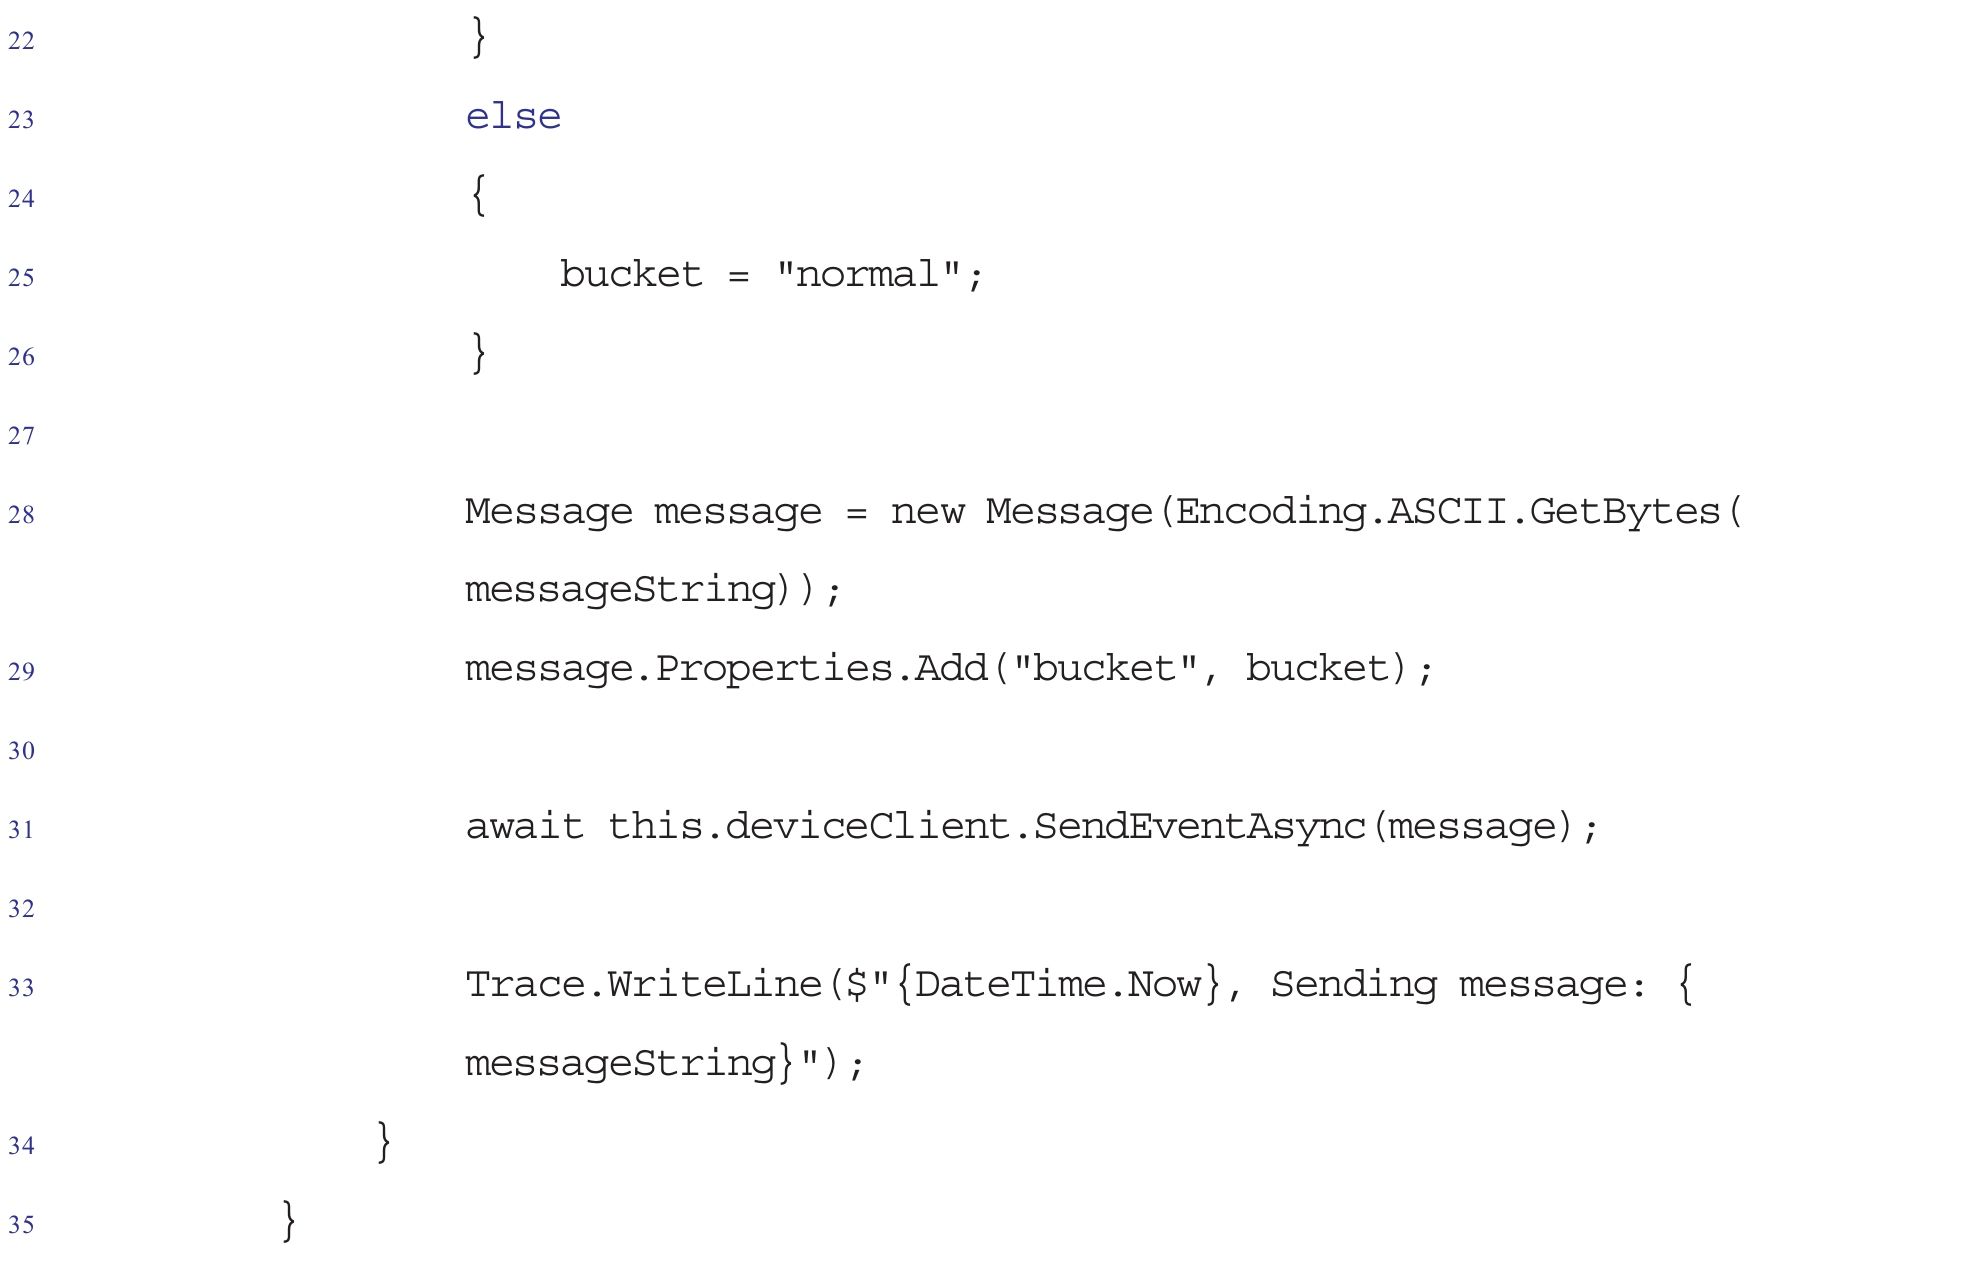 22 }
23 else
24 {
25 bucket = "normal";
26 }
27
28 Message message = new Message(Encoding.ASCII.GetBytes(
messageString));
29 message.Properties.Add("bucket", bucket);
30
31 await this.deviceClient.SendEventAsync(message);
32
33 Trace.WriteLine($"{DateTime.Now}, Sending message: {
messageString}");
34 }
35 }